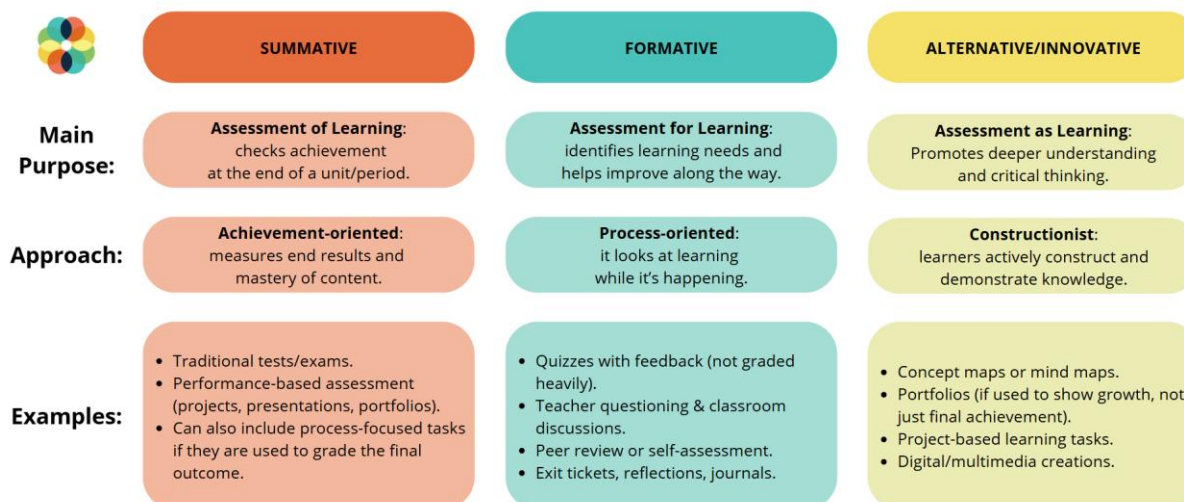 SUMMATIVE
FORMATIVE
ALTERNATIVE/INNOVATIVE
Main
Purpose:
Assessment of Learning:
checks achievement
at the end of a unit/period.
Assessment for Learning:
identifies learning needs and
helps improve along the way.
Assessment as Learning:
Promotes deeper understanding
and critical thinking.
Approach:
Achievement-oriented:
measures end results and
mastery of content.
Process-oriented:
it looks at learning
while it's happening.
Constructionist:
learners actively construct and
demonstrate knowledge.
Examples:
• Traditional tests/exams.
• Performance-based assessment
(projects, presentations, portfolios).
• Can also include process-focused tasks
if they are used to grade the final
outcome.
• Quizzes with feedback (not graded
heavily).
• Teacher questioning & classroom
discussions.
• Peer review or self-assessment.
• Exit tickets, reflections, journals.
• Concept maps or mind maps.
• Portfolios (if used to show growth, not
just final achievement).
• Project-based learning tasks.
• Digital/multimedia creations.